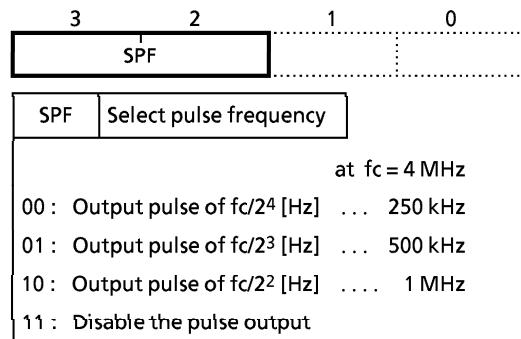 3 2 1 0
SPF
SPF Select pulse frequency
at fc = 4 MHz
00 : Output pulse of fc/2⁴ [Hz] ... 250 kHz
01 : Output pulse of fc/2³ [Hz] ... 500 kHz
10 : Output pulse of fc/2² [Hz] .... 1 MHz
11 : Disable the pulse output